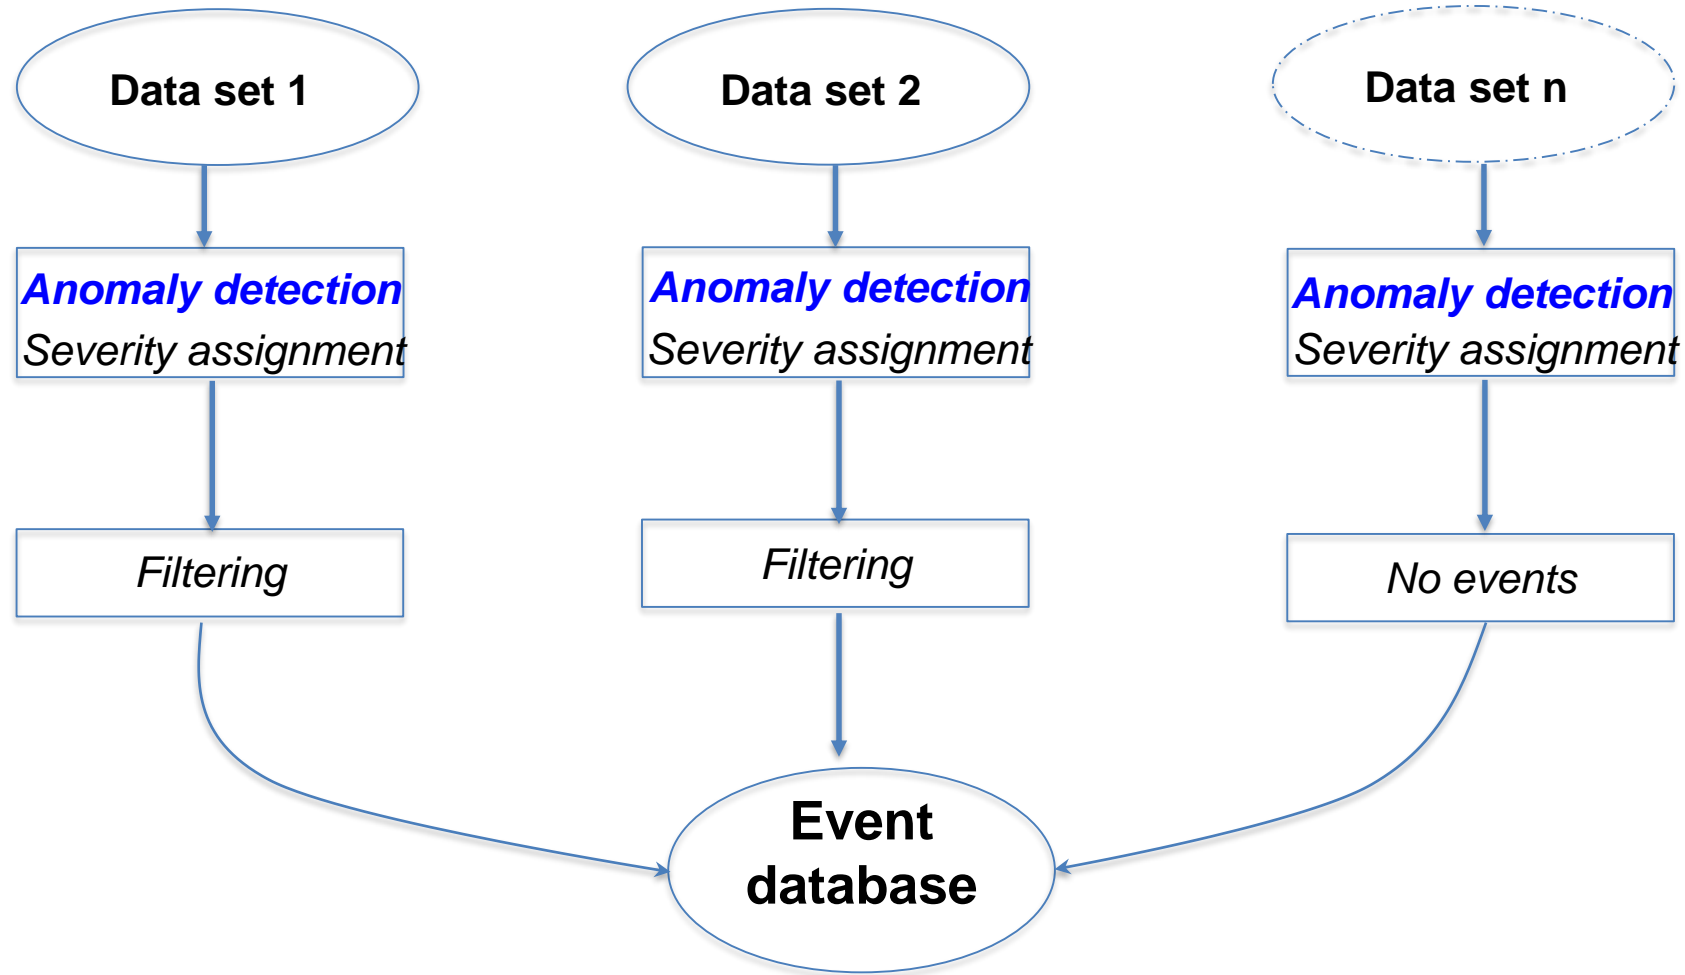 Data set 1
Data set 2
Data set n
Anomaly detection
Severity assignment
Anomaly detection
Severity assignment
Anomaly detection
Severity assignment
Filtering
Filtering
No events
Event
database